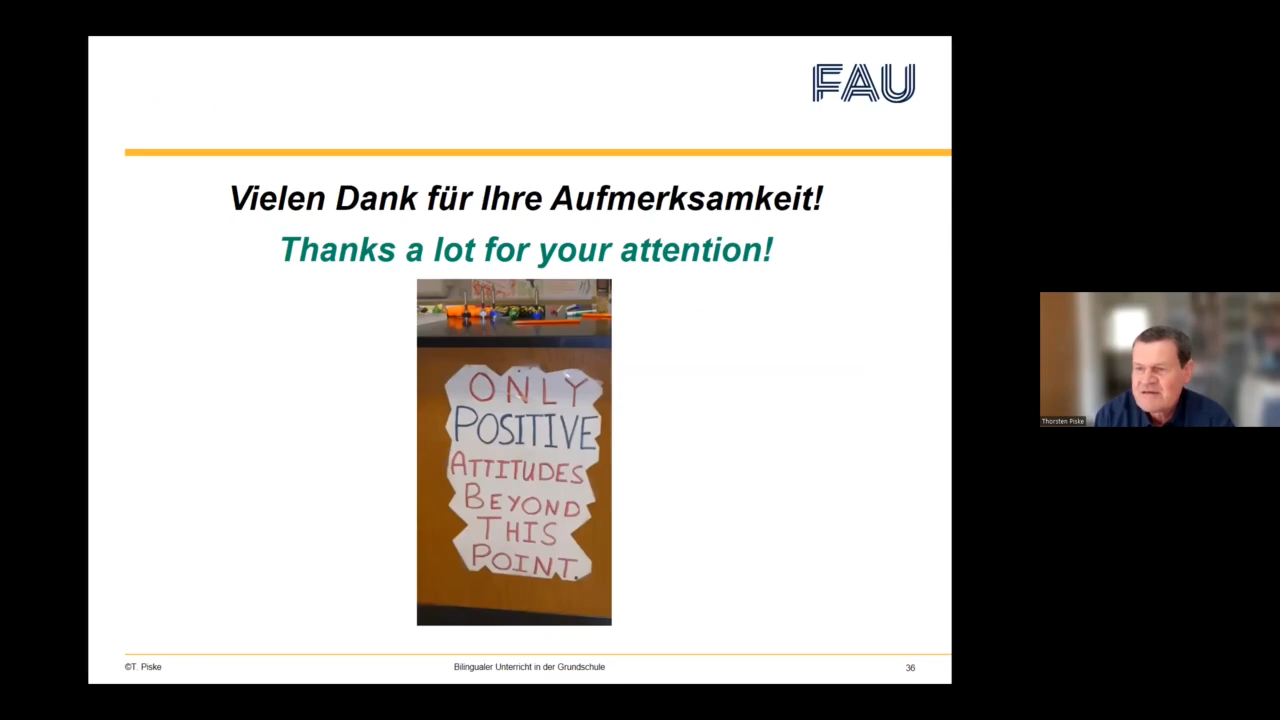 FAU
Vielen Dank für Ihre Aufmerksamkeit!
Thanks a lot for your attention!
ONLY
POSITIVE
ATTITUDES
BEYOND
THIS
POINT.
Thorsten Piske
©T. Piske
Bilingualer Unterricht in der Grundschule
36